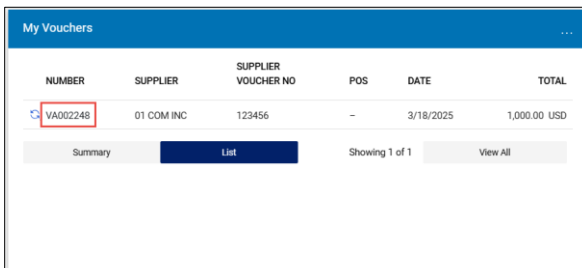 My Vouchers ...
NUMBER SUPPLIER SUPPLIER VOUCHER NO POS DATE TOTAL
VA002248 01 COM INC 123456 – 3/18/2025 1,000.00 USD
Summary List Showing 1 of 1 View All